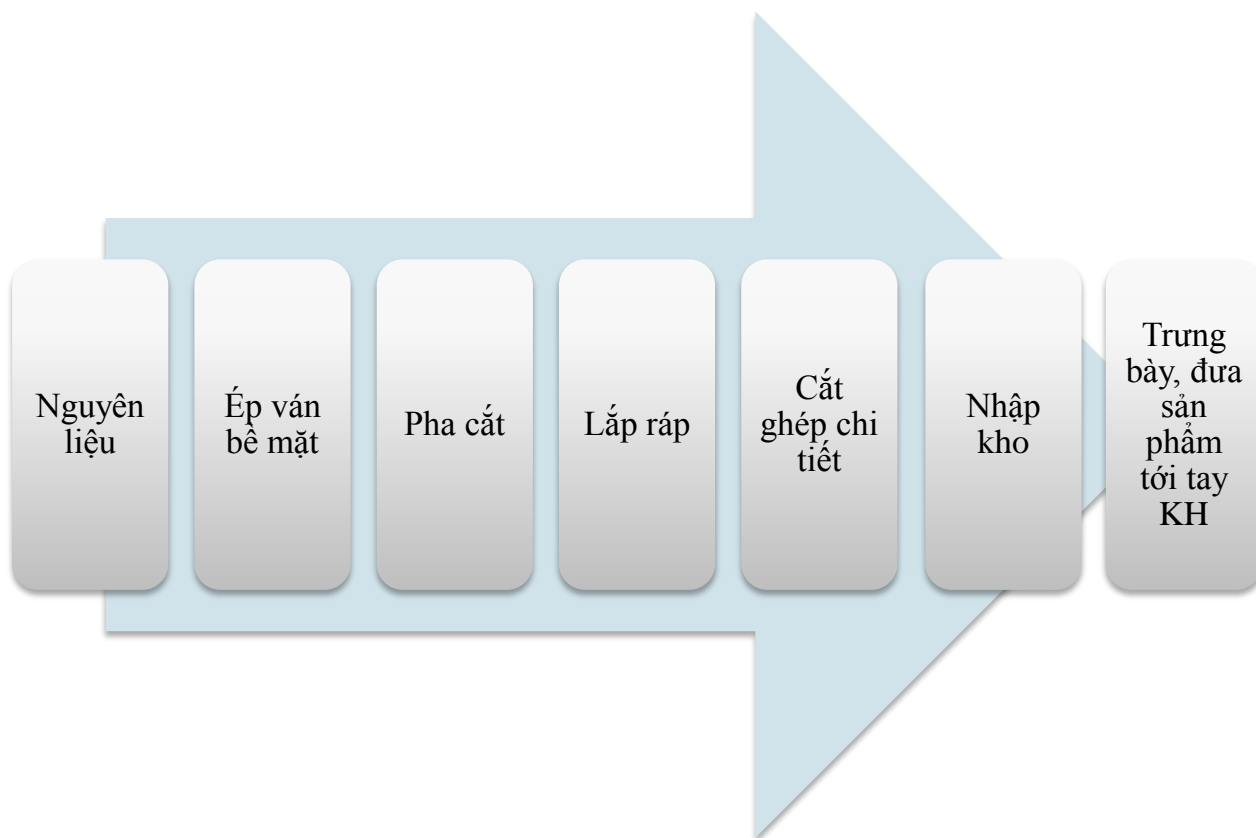 Nguyên
liệu
Ép ván
bề mặt
Pha cắt
Lắp ráp
Cắt
ghép chi
tiết
Nhập
kho
Trưng
bày, đưa
sản
phẩm
tới tay
KH